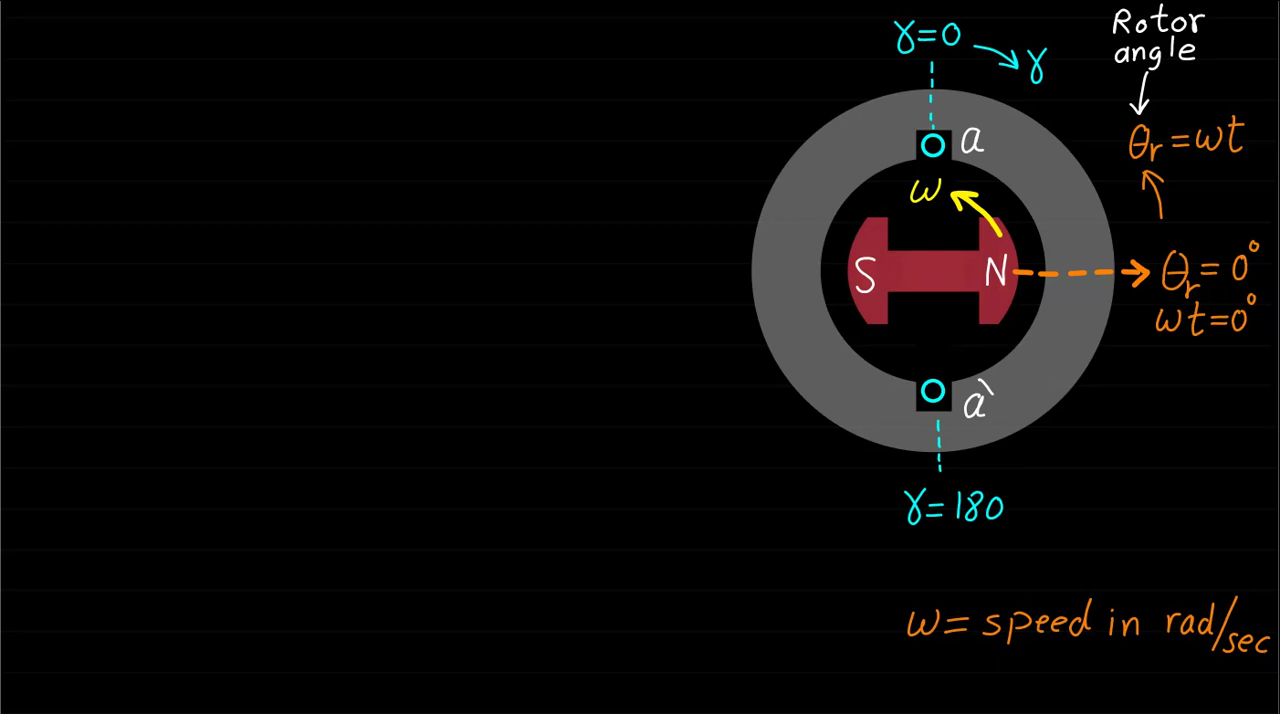 γ=0
γ
Rotor
angle
θr = ωt
a
ω
S
N
θr = 0°
ωt=0°
a`
γ=180
ω= speed in rad/sec